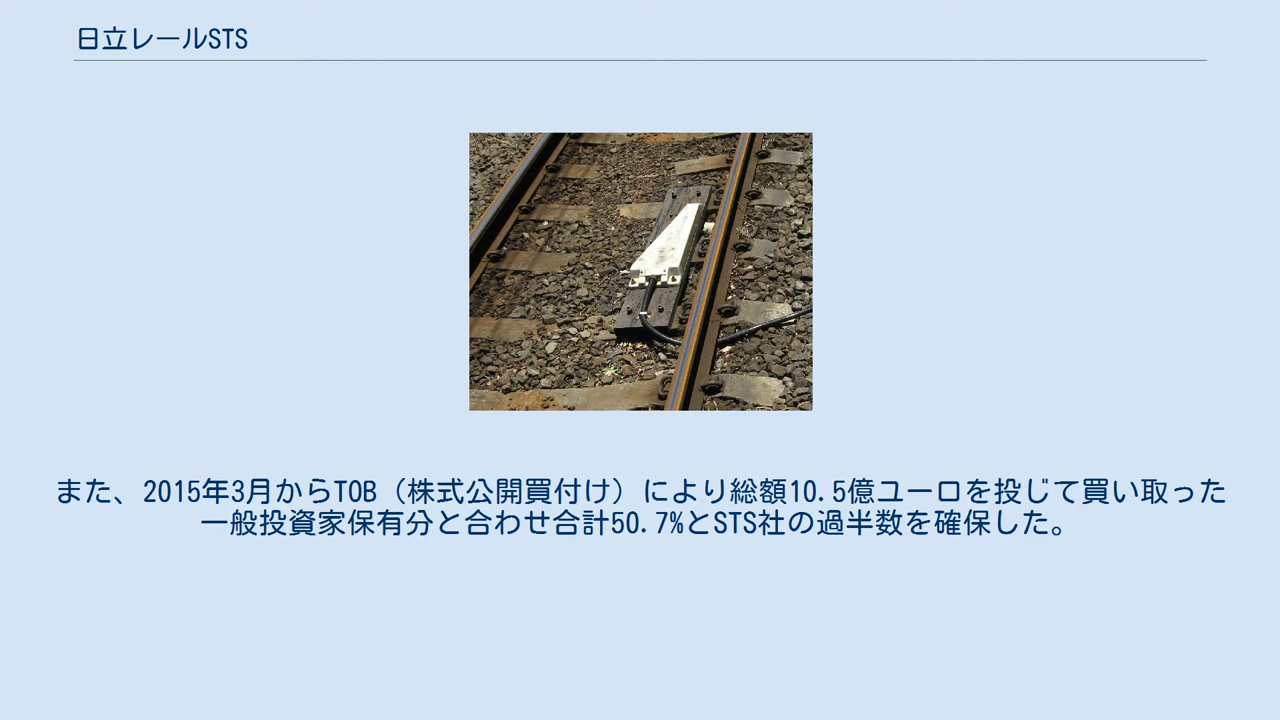 日立レールSTS
また、2015年3月からTOB（株式公開買付け）により総額10.5億ユーロを投じて買い取った
一般投資家保有分と合わせ合計50.7%とSTS社の過半数を確保した。